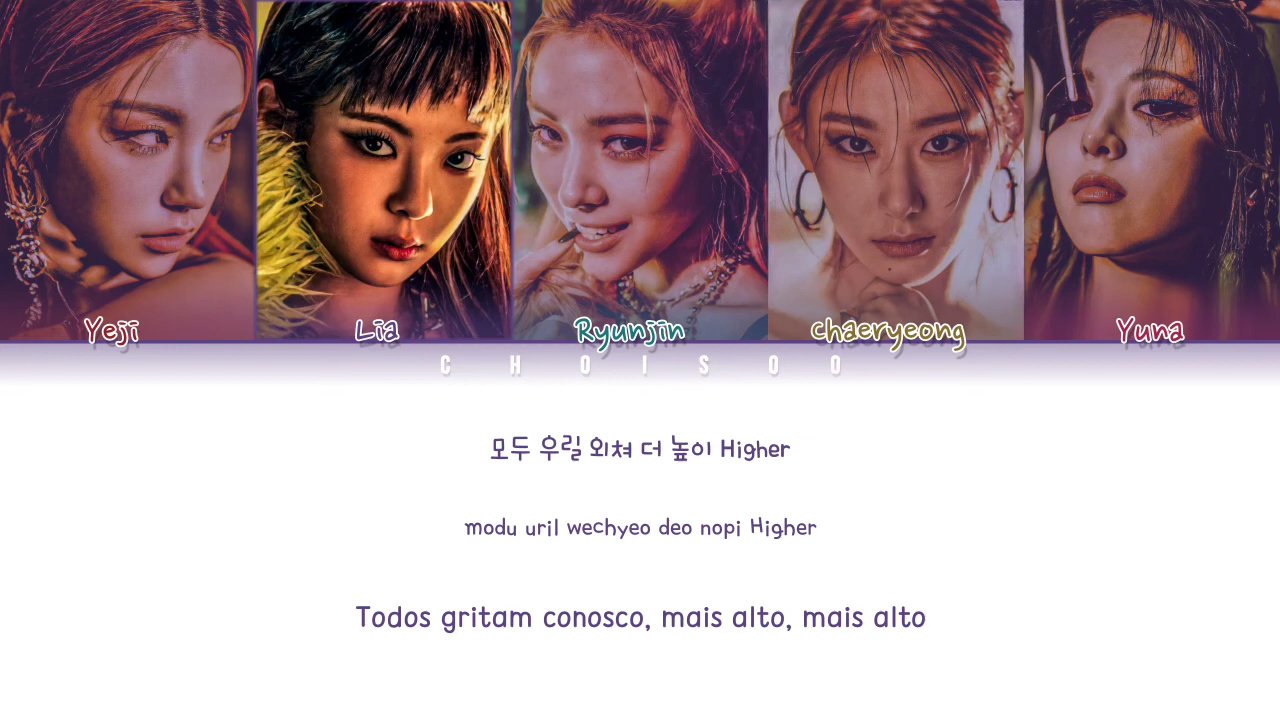 Yeji Lia Ryunjin chaeryeong Yuna
CHOISOO
모두 우릴 외쳐 더 높이 Higher
modu uril wechyeo deo nopi Higher
Todos gritam conosco, mais alto, mais alto